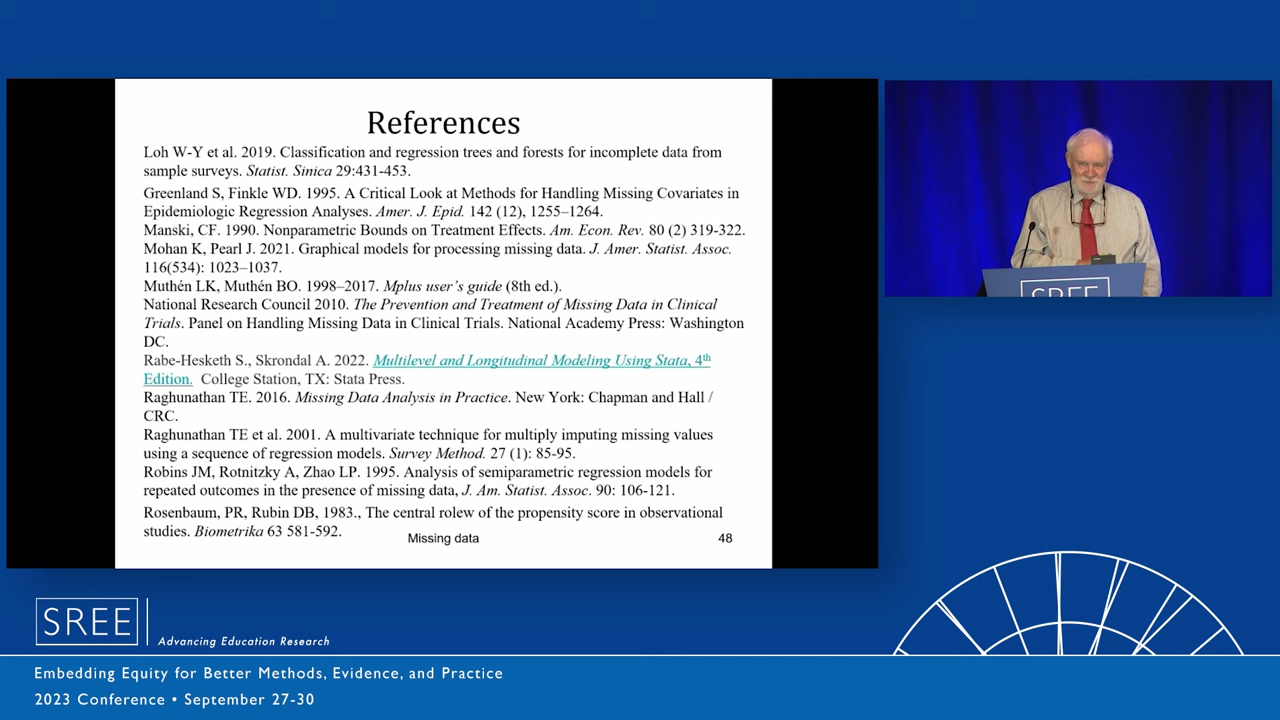 References
Loh W-Y et al. 2019. Classification and regression trees and forests for incomplete data from
sample surveys. Statist. Sinica 29:431-453.
Greenland S, Finkle WD. 1995. A Critical Look at Methods for Handling Missing Covariates in
Epidemiologic Regression Analyses. Amer. J. Epid. 142 (12), 1255–1264.
Manski, CF. 1990. Nonparametric Bounds on Treatment Effects. Am. Econ. Rev. 80 (2) 319-322.
Mohan K, Pearl J. 2021. Graphical models for processing missing data. J. Amer. Statist. Assoc.
116(534): 1023–1037.
Muthén LK, Muthén BO. 1998–2017. Mplus user’s guide (8th ed.).
National Research Council 2010. The Prevention and Treatment of Missing Data in Clinical
Trials. Panel on Handling Missing Data in Clinical Trials. National Academy Press: Washington
DC.
Rabe-Hesketh S., Skrondal A. 2022. Multilevel and Longitudinal Modeling Using Stata, 4th
Edition. College Station, TX: Stata Press.
Raghunathan TE. 2016. Missing Data Analysis in Practice. New York: Chapman and Hall /
CRC.
Raghunathan TE et al. 2001. A multivariate technique for multiply imputing missing values
using a sequence of regression models. Survey Method. 27 (1): 85-95.
Robins JM, Rotnitzky A, Zhao LP. 1995. Analysis of semiparametric regression models for
repeated outcomes in the presence of missing data, J. Am. Statist. Assoc. 90: 106-121.
Rosenbaum, PR, Rubin DB, 1983., The central rolew of the propensity score in observational
studies. Biometrika 63 581-592.
Missing data 48
SREE
SREE
Advancing Education Research
Embedding Equity for Better Methods, Evidence, and Practice
2023 Conference • September 27-30